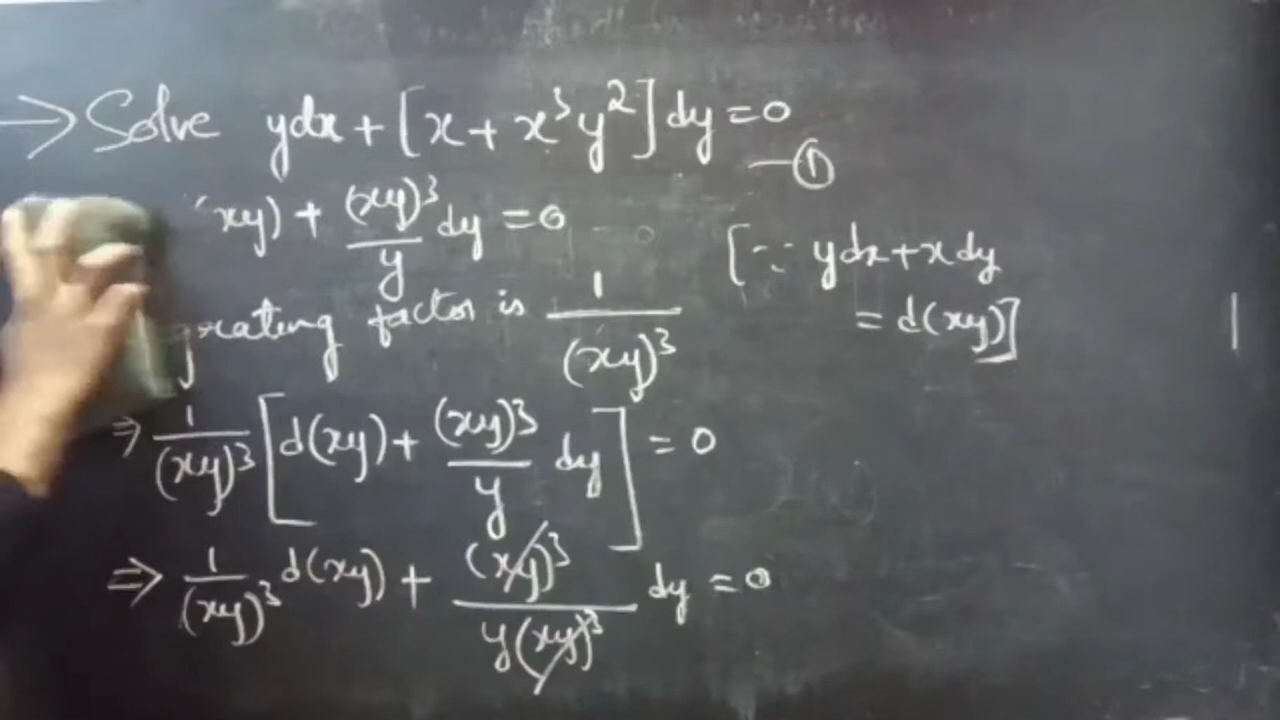 → Solve ydx + [x + x³y²] dy = 0
— ①
xy) + (xy)³/y dy = 0
[∵ ydx + xdy
= d(xy)]
grating factor is 1/(xy)³
⇒ 1/(xy)³ [d(xy) + (xy)³/y dy] = 0
⇒ 1/(xy)³ d(xy) + (xy)³/y(xy)³ dy = 0